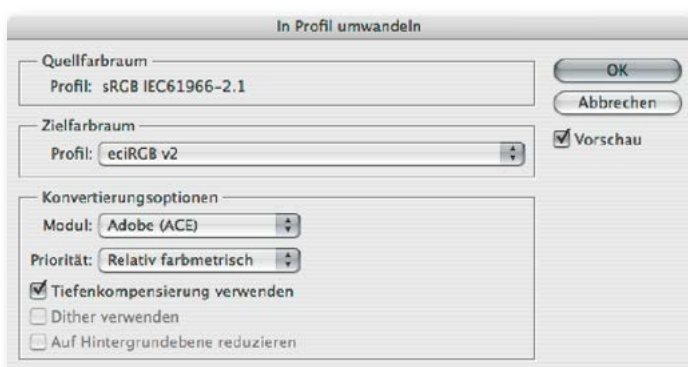 In Profil umwandeln
Quellfarbraum
Profil: sRGB IEC61966-2.1
OK
Abbrechen
Zielfarbraum
Vorschau
Profil: eciRGB v2
Konvertierungsoptionen
Modul: Adobe (ACE)
Priorität: Relativ farbmetrisch
Tiefenkompensierung verwenden
Dither verwenden
Auf Hintergrundebene reduzieren